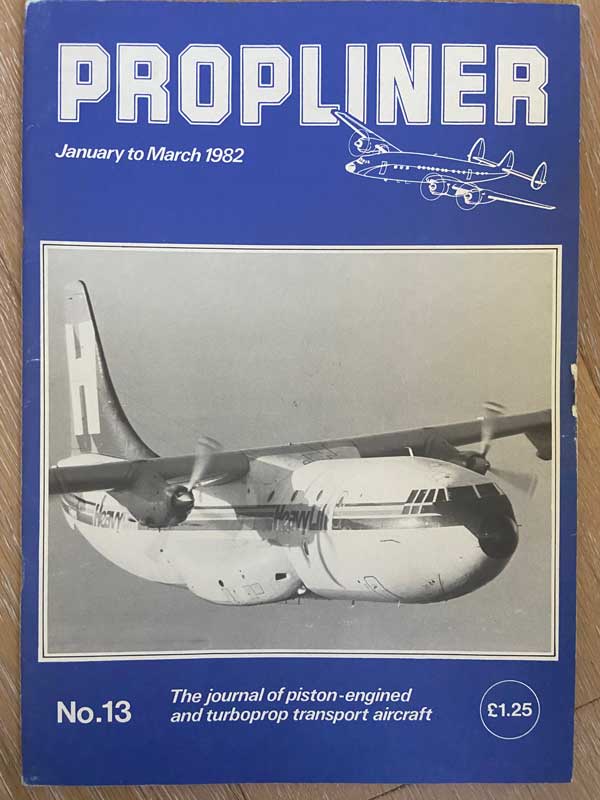 PROPLINER
January to March 1982
Heavy HeavyLift
No.13
The journal of piston-engined
and turboprop transport aircraft
£1.25